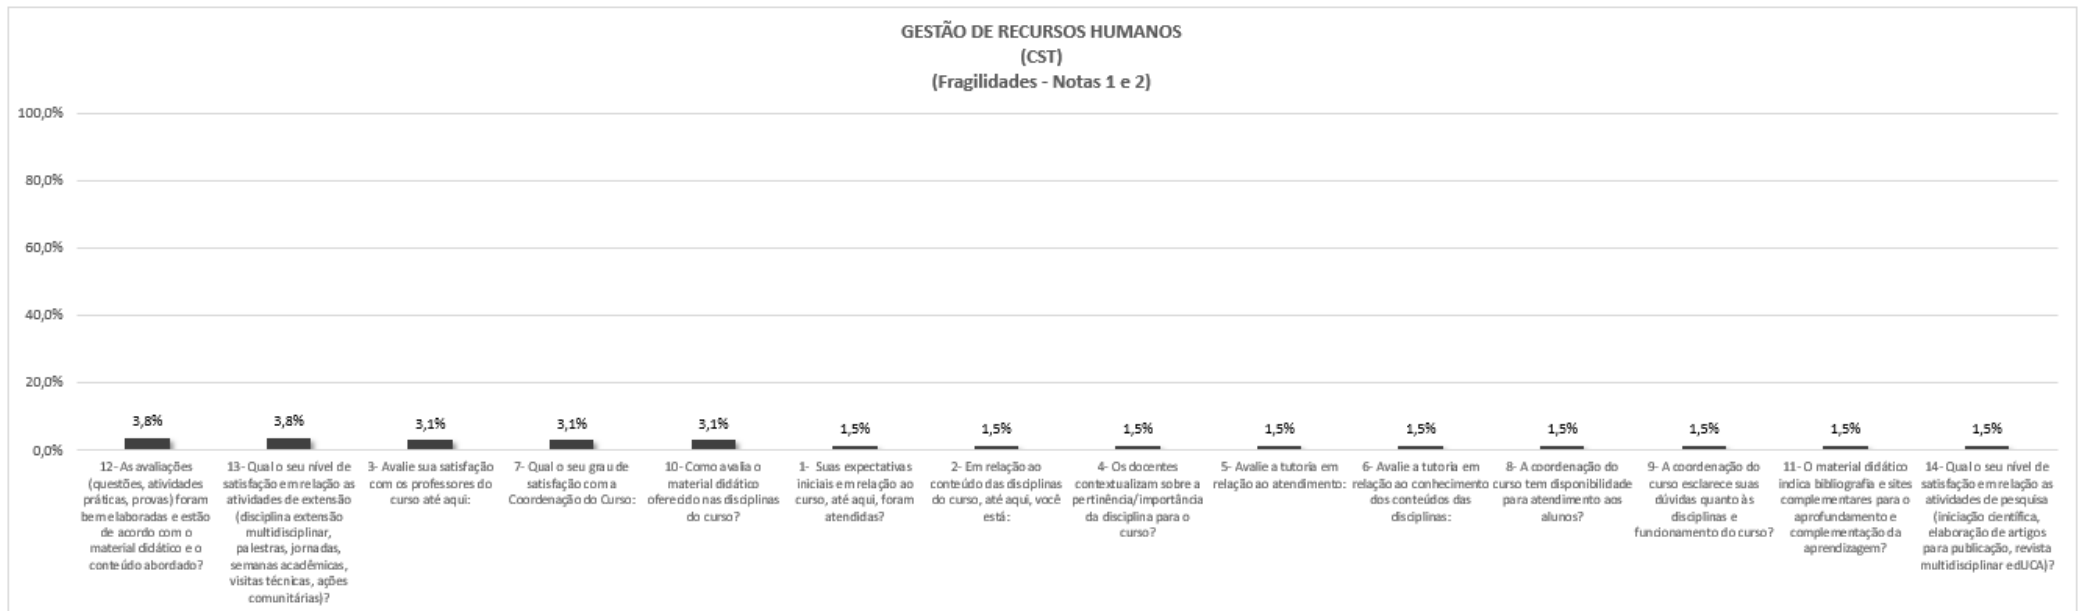 GESTÃO DE RECURSOS HUMANOS
(CST)
(Fragilidades - Notas 1 e 2)
100,0%
80,0%
60,0%
40,0%
20,0%
0,0%
3,8%
3,8%
3,1%
3,1%
3,1%
1,5%
1,5%
1,5%
1,5%
1,5%
1,5%
1,5%
1,5%
1,5%
12- As avaliações
(questões, atividades
práticas, provas) foram
bem elaboradas e estão
de acordo com o
material didático e o
conteúdo abordado?
13- Qual o seu nível de
satisfação em relação as
atividades de extensão
(disciplina extensão
multidisciplinar,
palestras, jornadas,
semanas acadêmicas,
visitas técnicas, ações
comunitárias)?
3- Avalie sua satisfação
com os professores do
curso até aqui:
7- Qual o seu grau de
satisfação com a
Coordenação do Curso:
10- Como avalia o
material didático
oferecido nas disciplinas
do curso?
1- Suas expectativas
iniciais em relação ao
curso, até aqui, foram
atendidas?
2- Em relação ao
conteúdo das disciplinas
do curso, até aqui, você
está:
4- Os docentes
contextualizam sobre a
pertinência/importância
da disciplina para o
curso?
5- Avalie a tutoria em
relação ao atendimento:
6- Avalie a tutoria em
relação ao conhecimento
dos conteúdos das
disciplinas:
8- A coordenação do
curso tem disponibilidade
para atendimento aos
alunos?
9- A coordenação do
curso esclarece suas
dúvidas quanto às
disciplinas e
funcionamento do curso?
11- O material didático
indica bibliografia e sites
complementares para o
aprofundamento e
complementação da
aprendizagem?
14- Qual o seu nível de
satisfação em relação as
atividades de pesquisa
(iniciação científica,
elaboração de artigos
para publicação, revista
multidisciplinar edUCA)?